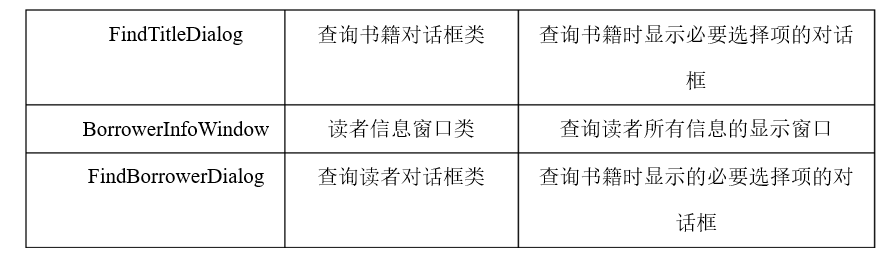 FindTitleDialog 查询书籍对话框类 查询书籍时显示必要选择项的对话
框
BorrowerInfoWindow 读者信息窗口类 查询读者所有信息的显示窗口
FindBorrowerDialog 查询读者对话框类 查询书籍时显示的必要选择项的对
话框